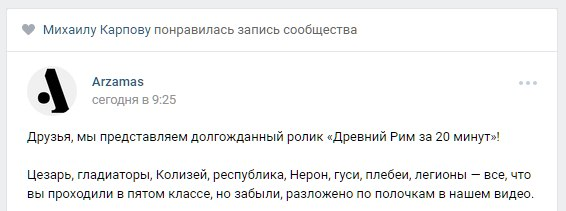 Михаилу Карпову понравилась запись сообщества
Arzamas
сегодня в 9:25
Друзья, мы представляем долгожданный ролик «Древний Рим за 20 минут»!
Цезарь, гладиаторы, Колизей, республика, Нерон, гуси, плебеи, легионы — все, что
вы проходили в пятом классе, но забыли, разложено по полочкам в нашем видео.